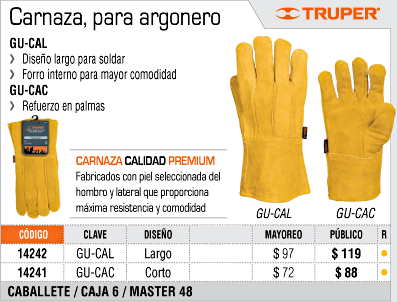 Carnaza, para argonero
TRUPER®
GU-CAL
› Diseño largo para soldar
› Forro interno para mayor comodidad
GU-CAC
› Refuerzo en palmas
TRUPER
CARNAZA CALIDAD PREMIUM
Fabricados con piel seleccionada del
hombro y lateral que proporciona
máxima resistencia y comodidad
GU-CAL GU-CAC
CÓDIGO CLAVE DISEÑO MAYOREO PÚBLICO R
14242 GU-CAL Largo $ 97 $ 119
14241 GU-CAC Corto $ 72 $ 88
CABALLETE / CAJA 6 / MASTER 48